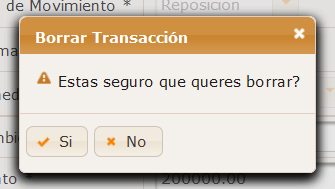 de Movimiento * Reposición
Borrar Transacción
Estas seguro que queres borrar?
Si
No
200000.00